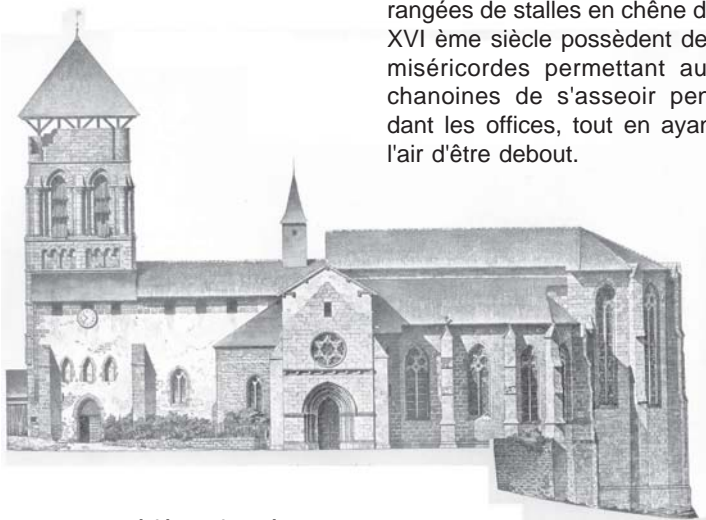 rangées de stalles en chêne d
XVI ème siècle possèdent de
miséricordes permettant au
chanoines de s'asseoir pen
dant les offices, tout en ayan
l'air d'être debout.